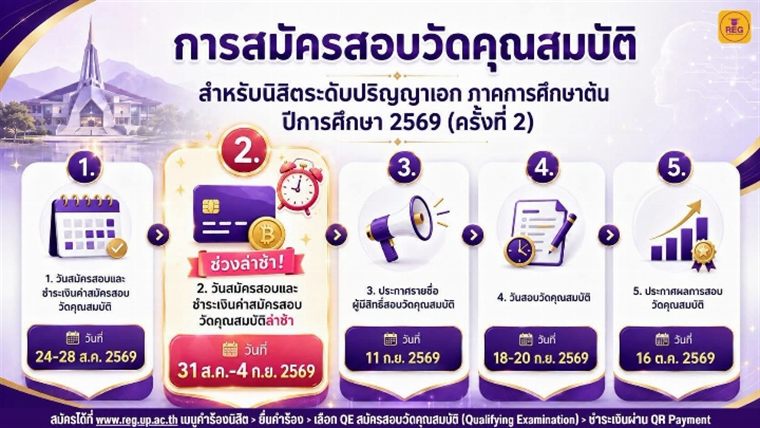 การสมัครสอบวัดคุณสมบัติ
REG
สำหรับนิสิตระดับปริญญาเอก ภาคการศึกษาต้น
ปีการศึกษา 2569 (ครั้งที่ 2)
1.
1. วันสมัครสอบและ
ชำระเงินค่าสมัครสอบ
วัดคุณสมบัติ
วันที่
24-28 ส.ค. 2569
2.
ช่วงล่าช้า!
2. วันสมัครสอบและ
ชำระเงินค่าสมัครสอบ
วัดคุณสมบัติล่าช้า
วันที่
31 ส.ค.-4 ก.ย. 2569
3.
3. ประกาศรายชื่อ
ผู้มีสิทธิ์สอบวัดคุณสมบัติ
วันที่
11 ก.ย. 2569
4.
4. วันสอบวัดคุณสมบัติ
วันที่
18-20 ก.ย. 2569
5.
5. ประกาศผลการสอบ
วัดคุณสมบัติ
วันที่
16 ต.ค. 2569
สมัครได้ที่ www.reg.up.ac.th เมนูคำร้องนิสิต > ยื่นคำร้อง > เลือก QE สมัครสอบวัดคุณสมบัติ (Qualifying Examination) > ชำระเงินผ่าน QR Payment